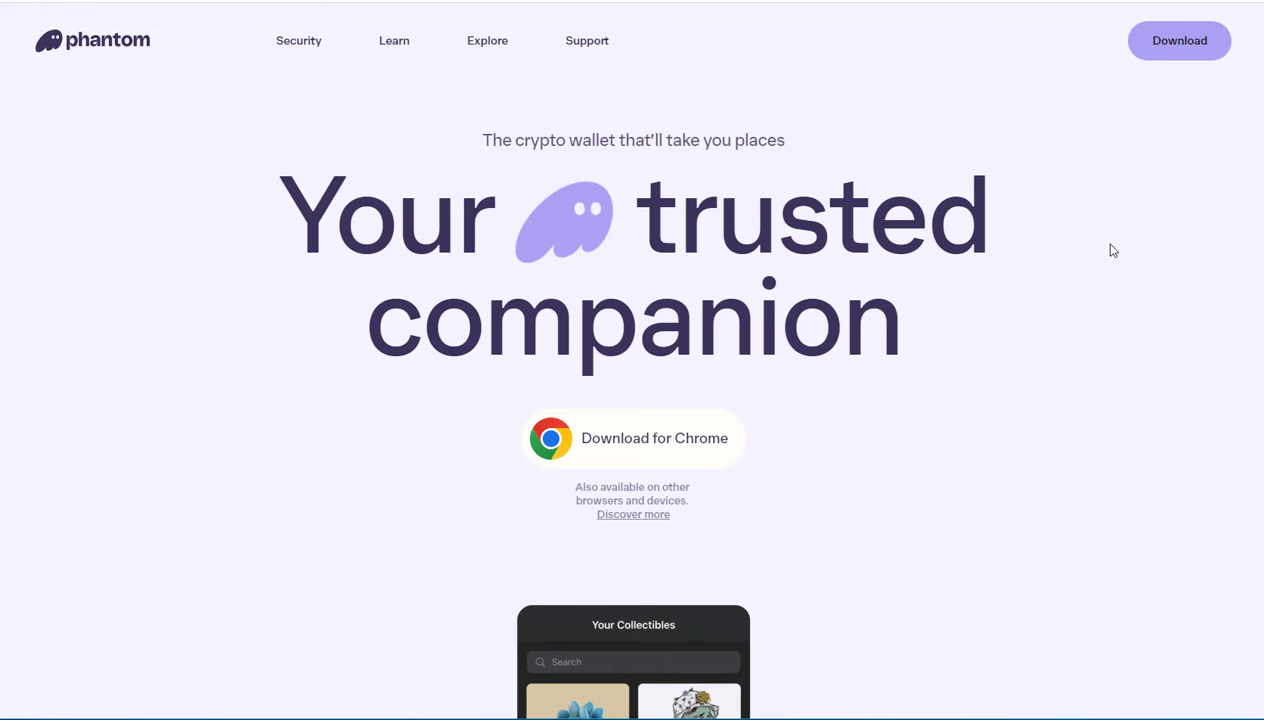 phantom
Security
Learn
Explore
Support
Download
The crypto wallet that'll take you places
Your trusted
companion
Download for Chrome
Also available on other
browsers and devices.
Discover more
Your Collectibles
Search